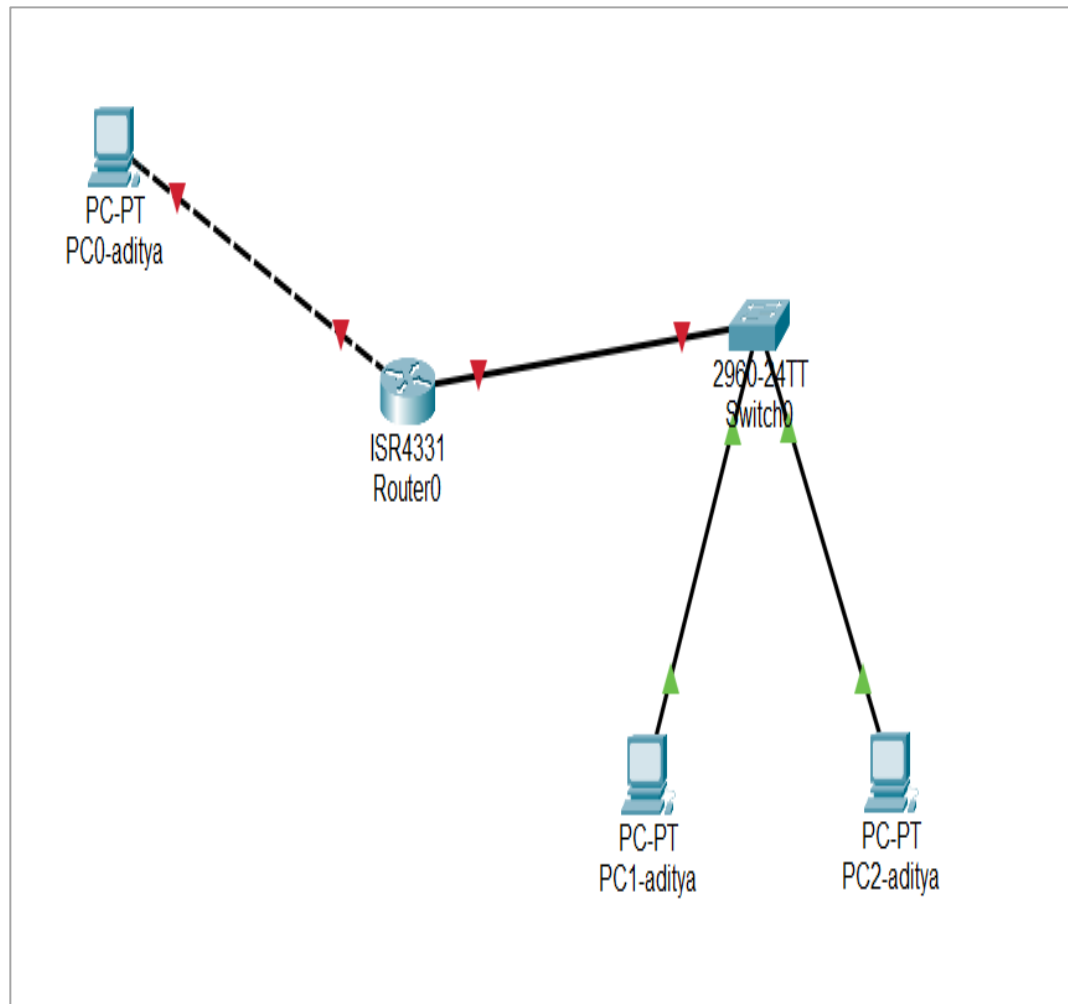 PC-PT
PC0-aditya
2960-24TT
Switch0
ISR4331
Router0
PC-PT
PC1-aditya
PC-PT
PC2-aditya